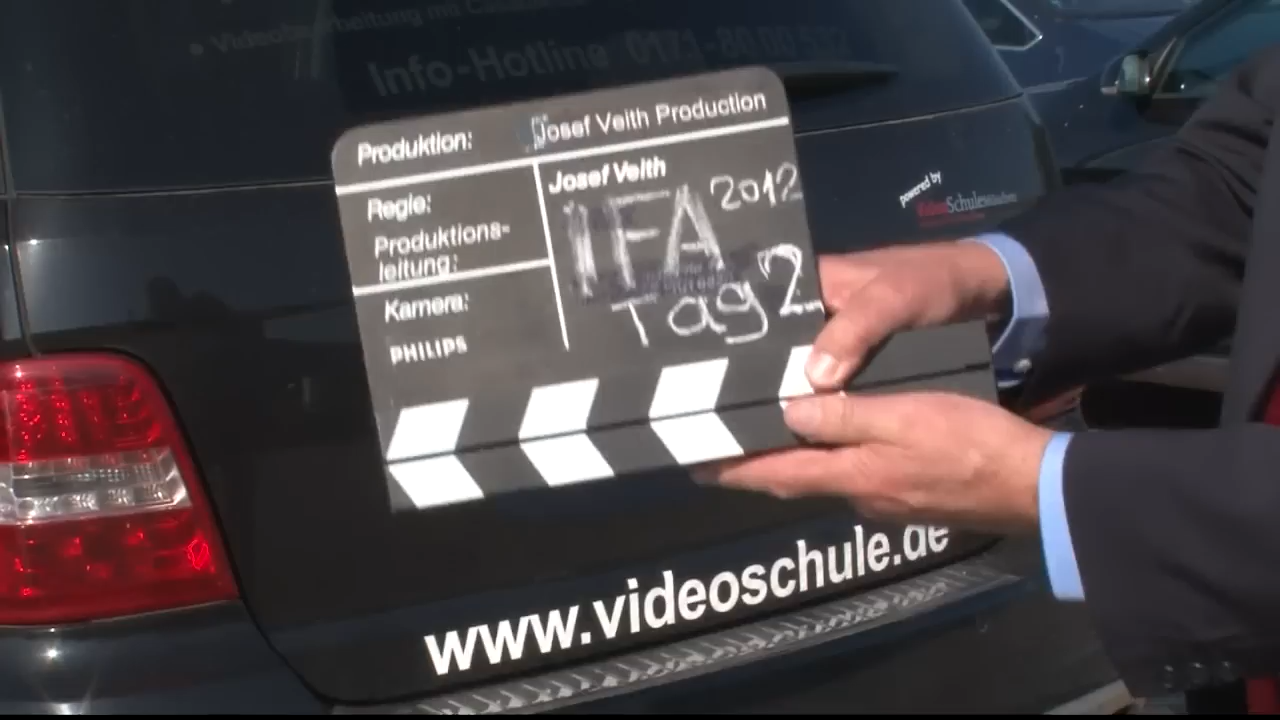 Info-Hotline
Produktion: Josef Veith Production
Regie: Josef Veith
Produktions-
leitung:
IFA 2012
Tag 2
Kamera:
PHILIPS
powered by
VideoSchule
www.videoschule.de